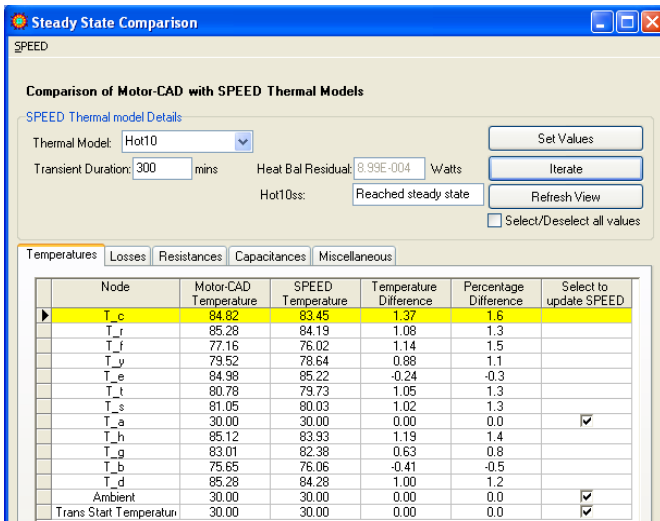 Steady State Comparison
SPEED
Comparison of Motor-CAD with SPEED Thermal Models
SPEED Thermal model Details
Thermal Model: Hot10 Set Values
Transient Duration: 300 mins Heat Bal Residual: 8.99E-004 Watts Iterate
Hot10ss: Reached steady state Refresh View
Select/Deselect all values
Temperatures Losses Resistances Capacitances Miscellaneous
Node Motor-CAD Temperature SPEED Temperature Temperature Difference Percentage Difference Select to update SPEED
T_c 84.82 83.45 1.37 1.6
T_r 85.28 84.19 1.08 1.3
T_f 77.16 76.02 1.14 1.5
T_y 79.52 78.64 0.88 1.1
T_e 84.98 85.22 -0.24 -0.3
T_t 80.78 79.73 1.05 1.3
T_s 81.05 80.03 1.02 1.3
T_a 30.00 30.00 0.00 0.0
T_h 85.12 83.93 1.19 1.4
T_g 83.01 82.38 0.63 0.8
T_b 75.65 76.06 -0.41 -0.5
T_d 85.28 84.28 1.00 1.2
Ambient 30.00 30.00 0.00 0.0
Trans Start Temperatur 30.00 30.00 0.00 0.0